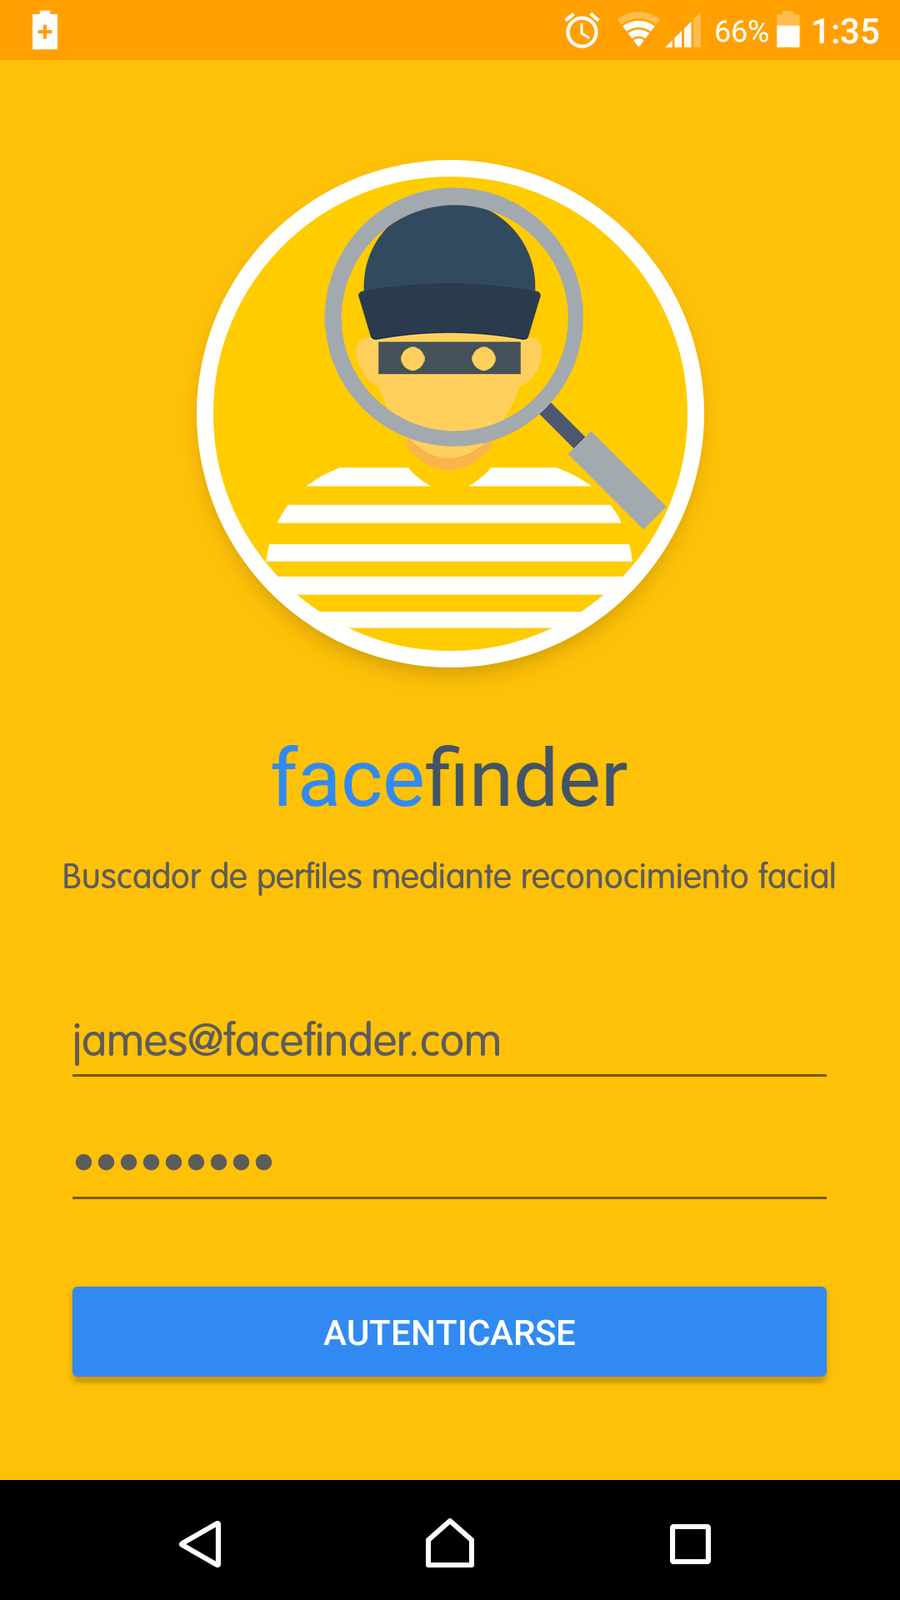 66% 1:35
facefinder
Buscador de perfiles mediante reconocimiento facial
james@facefinder.com
•••••••••
AUTENTICARSE